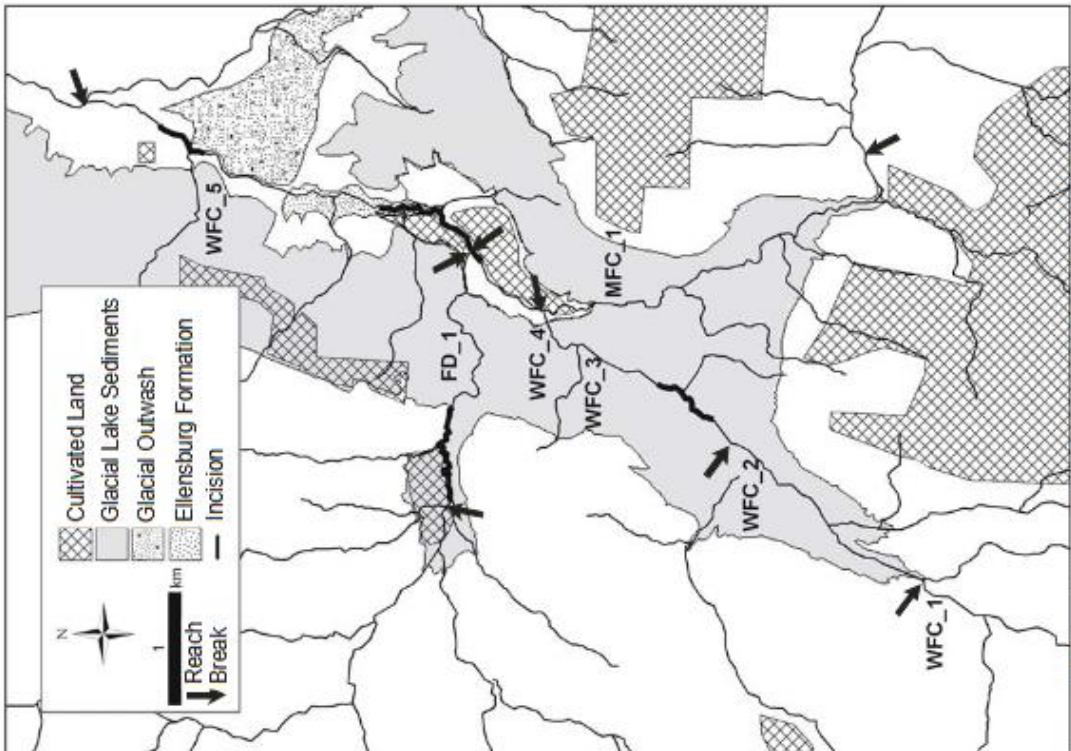 N
1
km
Reach
Break
Cultivated Land
Glacial Lake Sediments
Glacial Outwash
Ellensburg Formation
Incision
WFC_5
FD_1
WFC_4
MFC_1
WFC_3
WFC_2
WFC_1